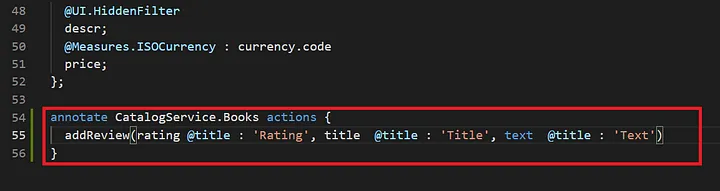 48 @UI.HiddenFilter
49 descr;
50 @Measures.ISOCurrency : currency.code
51 price;
52 };
53
54 annotate CatalogService.Books actions {
55 addReview(rating @title : 'Rating', title  @title : 'Title', text  @title : 'Text')
56 }